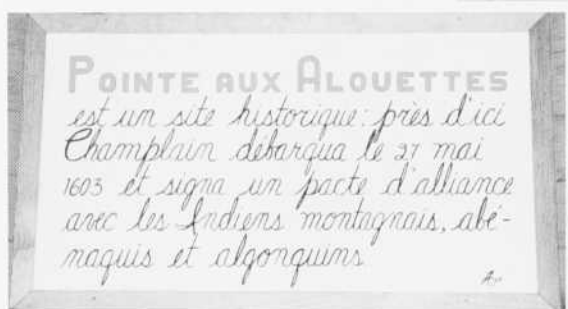 POINTE AUX ALOUETTES
est un site historique: près d'ici
Champlain débarqua le 27 mai
1603 et signa un pacte d'alliance
avec les Indiens montagnais, abé-
naquis et algonquins